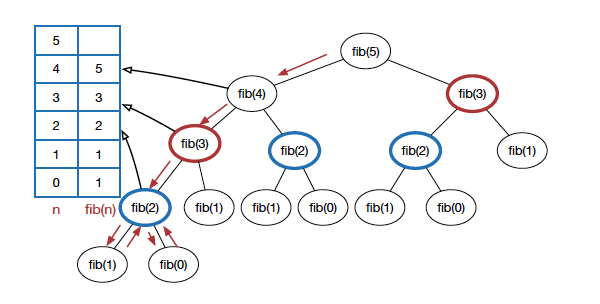 5
fib(5)
4 5
fib(4)
fib(3)
3 3
2 2
fib(3)
fib(2)
fib(2)
fib(1)
1 1
0 1
n fib(n)
fib(2)
fib(1)
fib(1)
fib(0)
fib(1)
fib(0)
fib(1)
fib(0)